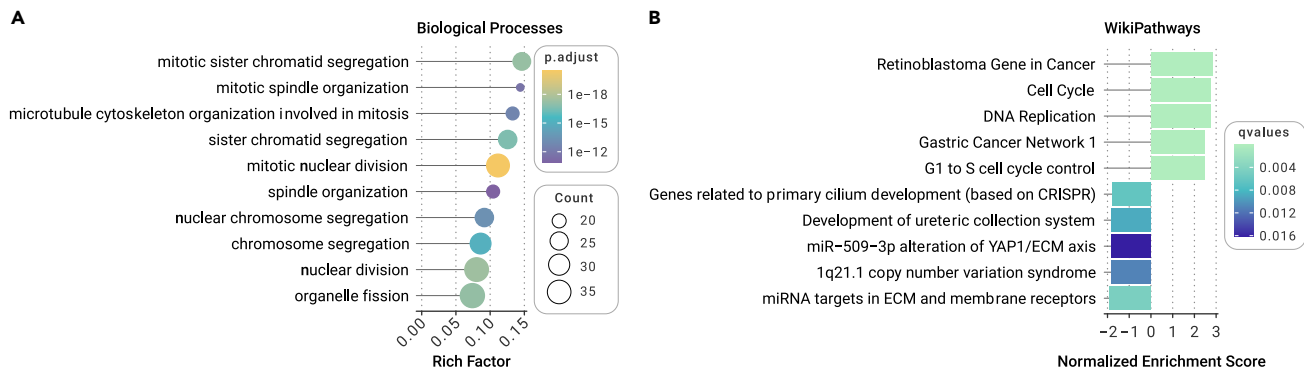 A
Biological Processes
mitotic sister chromatid segregation
mitotic spindle organization
microtubule cytoskeleton organization involved in mitosis
sister chromatid segregation
mitotic nuclear division
spindle organization
nuclear chromosome segregation
chromosome segregation
nuclear division
organelle fission
0.00
0.05
0.10
0.15
Rich Factor
p.adjust
1e−18
1e−15
1e−12
Count
20
25
30
35
B
WikiPathways
Retinoblastoma Gene in Cancer
Cell Cycle
DNA Replication
Gastric Cancer Network 1
G1 to S cell cycle control
Genes related to primary cilium development (based on CRISPR)
Development of ureteric collection system
miR−509−3p alteration of YAP1/ECM axis
1q21.1 copy number variation syndrome
miRNA targets in ECM and membrane receptors
−2 −1 0 1 2 3
Normalized Enrichment Score
qvalues
0.004
0.008
0.012
0.016